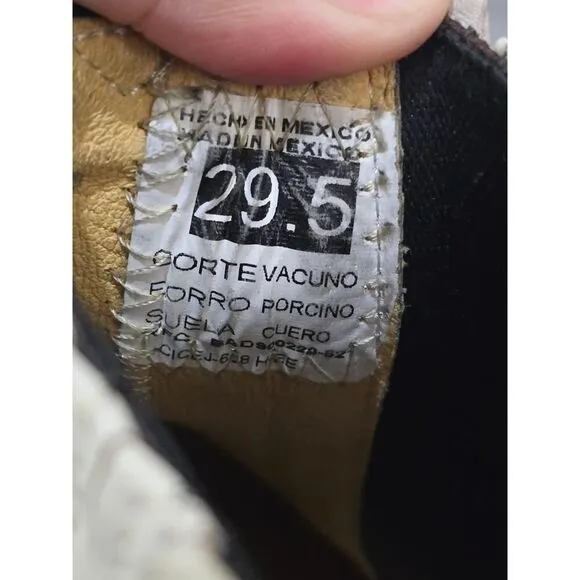 HECHO EN MEXICO
MADE IN MEXICO
29.5
CORTE VACUNO
FORRO PORCINO
SUELA CUERO